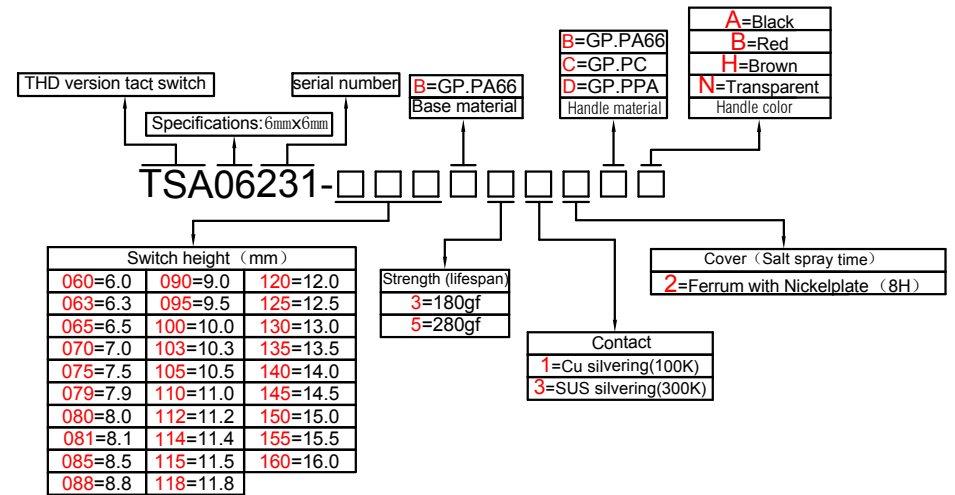 A=Black
B=Red
H=Brown
N=Transparent
Handle color
B=GP.PA66
C=GP.PC
D=GP.PPA
Handle material
THD version tact switch
serial number
B=GP.PA66
Base material
Specifications:6mmX6mm
TSA06231-□□□□□□□□□
Switch height（mm）
060=6.0 090=9.0 120=12.0
063=6.3 095=9.5 125=12.5
065=6.5 100=10.0 130=13.0
070=7.0 103=10.3 135=13.5
075=7.5 105=10.5 140=14.0
079=7.9 110=11.0 145=14.5
080=8.0 112=11.2 150=15.0
081=8.1 114=11.4 155=15.5
085=8.5 115=11.5 160=16.0
088=8.8 118=11.8
Strength (lifespan)
3=180gf
5=280gf
Contact
1=Cu silvering(100K)
3=SUS silvering(300K)
Cover（Salt spray time）
2=Ferrum with Nickelplate（8H）